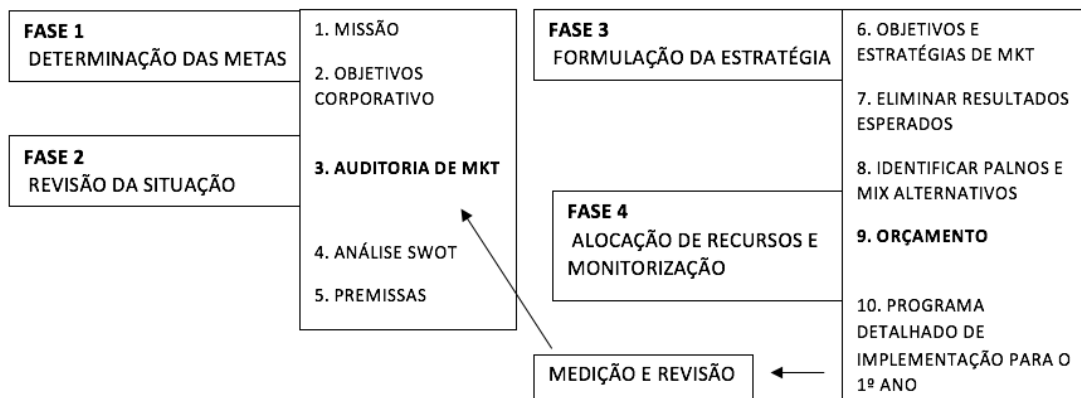 FASE 1
DETERMINAÇÃO DAS METAS
1. MISSÃO
2. OBJETIVOS
CORPORATIVO
FASE 2
REVISÃO DA SITUAÇÃO
3. AUDITORIA DE MKT
4. ANÁLISE SWOT
5. PREMISSAS
FASE 3
FORMULAÇÃO DA ESTRATÉGIA
6. OBJETIVOS E
ESTRATÉGIAS DE MKT
7. ELIMINAR RESULTADOS
ESPERADOS
8. IDENTIFICAR PALNOS E
MIX ALTERNATIVOS
FASE 4
ALOCAÇÃO DE RECURSOS E
MONITORIZAÇÃO
9. ORÇAMENTO
10. PROGRAMA
DETALHADO DE
IMPLEMENTAÇÃO PARA O
1º ANO
MEDIÇÃO E REVISÃO